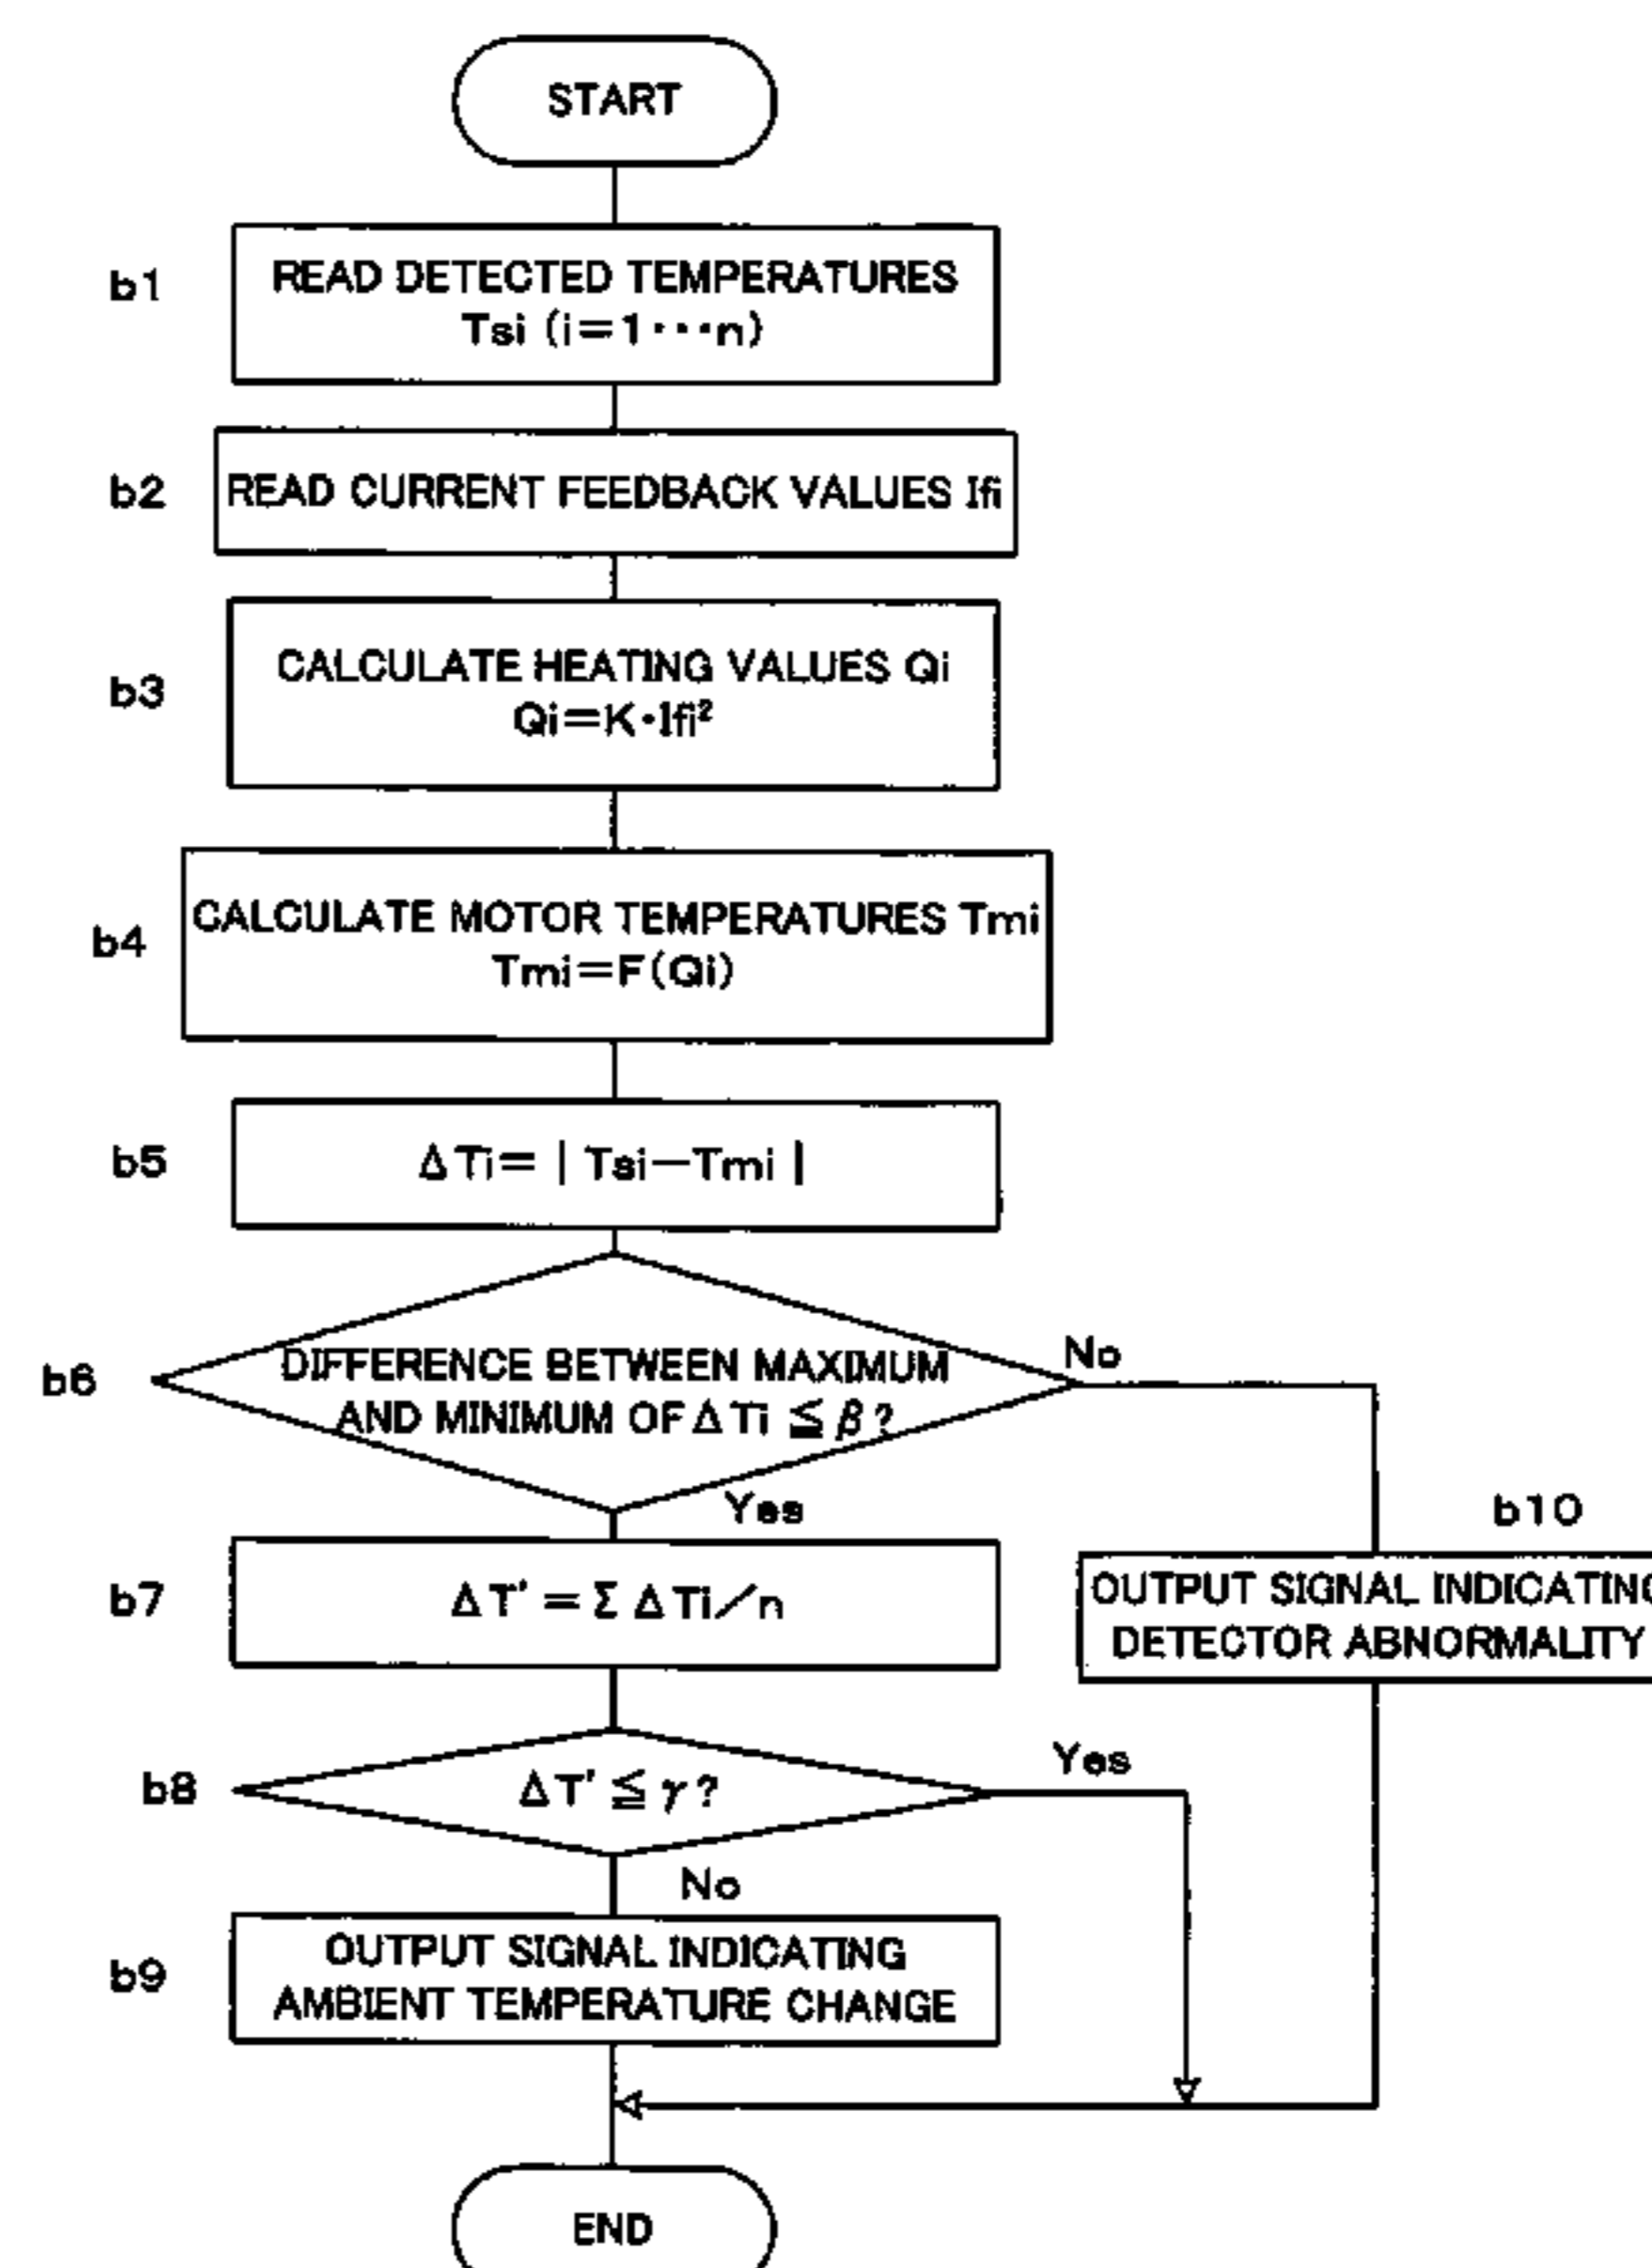 START
b1
READ DETECTED TEMPERATURES
Tsi (i=1···n)
b2
READ CURRENT FEEDBACK VALUES Ifi
b3
CALCULATE HEATING VALUES Qi
Qi=K·Ifi²
b4
CALCULATE MOTOR TEMPERATURES Tmi
Tmi=F(Qi)
b5
ΔTi=|Tsi−Tmi|
b6
DIFFERENCE BETWEEN MAXIMUM
AND MINIMUM OF ΔTi ≦ β?
No
Yes
b7
ΔT' = Σ ΔTi/n
b10
OUTPUT SIGNAL INDICATING
DETECTOR ABNORMALITY
b8
ΔT' ≦ γ?
Yes
No
b9
OUTPUT SIGNAL INDICATING
AMBIENT TEMPERATURE CHANGE
END